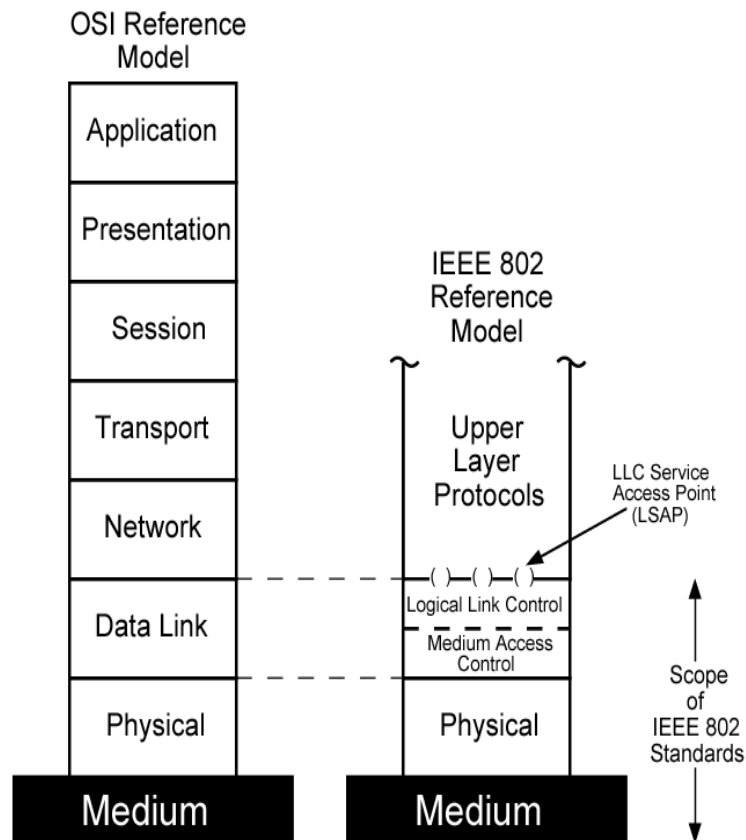 OSI Reference
Model
Application
Presentation
Session
Transport
Network
Data Link
Physical
Medium
IEEE 802
Reference
Model
Upper
Layer
Protocols
LLC Service
Access Point
(LSAP)
Logical Link Control
Medium Access
Control
Physical
Medium
Scope
of
IEEE 802
Standards